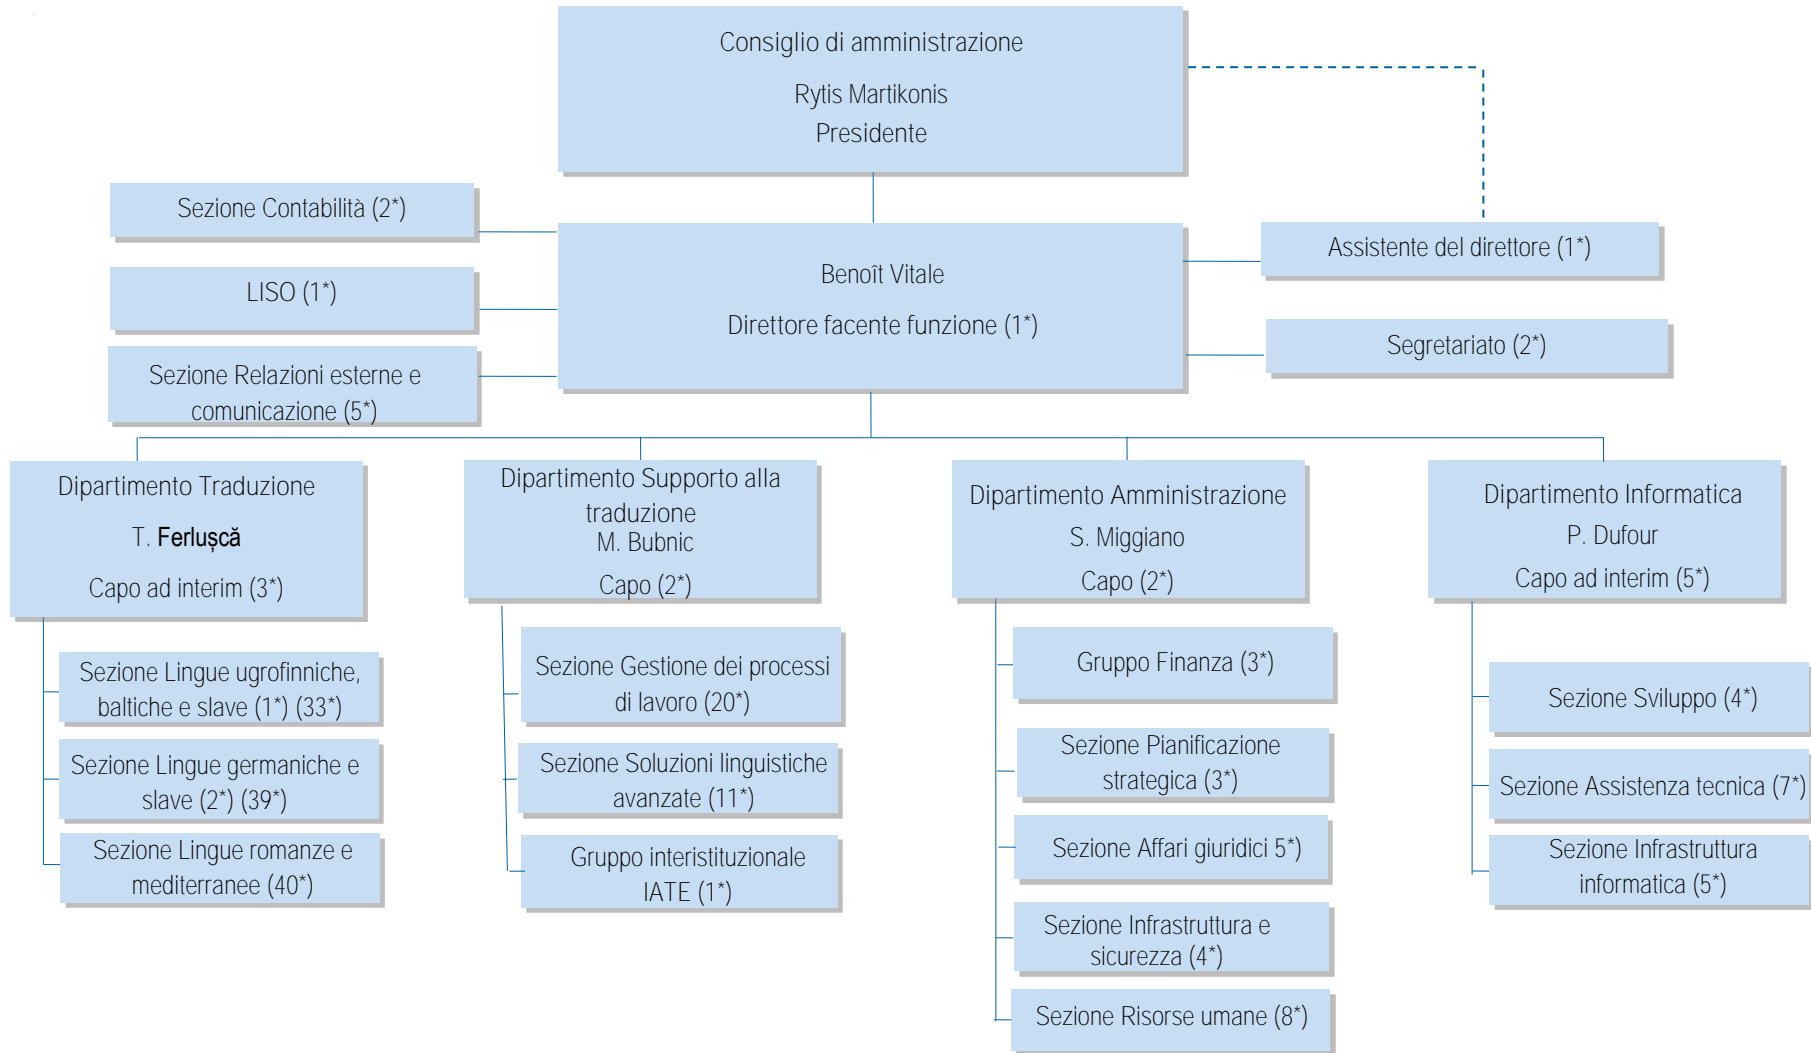 Consiglio di amministrazione
Rytis Martikonis
Presidente
Sezione Contabilità (2*)
LISO (1*)
Sezione Relazioni esterne e
comunicazione (5*)
Benoît Vitale
Direttore facente funzione (1*)
Assistente del direttore (1*)
Segretariato (2*)
Dipartimento Traduzione
T. Ferlușcă
Capo ad interim (3*)
Sezione Lingue ugrofinniche,
baltiche e slave (1*) (33*)
Sezione Lingue germaniche e
slave (2*) (39*)
Sezione Lingue romanze e
mediterranee (40*)
Dipartimento Supporto alla
traduzione
M. Bubnic
Capo (2*)
Sezione Gestione dei processi
di lavoro (20*)
Sezione Soluzioni linguistiche
avanzate (11*)
Gruppo interistituzionale
IATE (1*)
Dipartimento Amministrazione
S. Miggiano
Capo (2*)
Gruppo Finanza (3*)
Sezione Pianificazione
strategica (3*)
Sezione Affari giuridici 5*)
Sezione Infrastruttura e
sicurezza (4*)
Sezione Risorse umane (8*)
Dipartimento Informatica
P. Dufour
Capo ad interim (5*)
Sezione Sviluppo (4*)
Sezione Assistenza tecnica (7*)
Sezione Infrastruttura
informatica (5*)